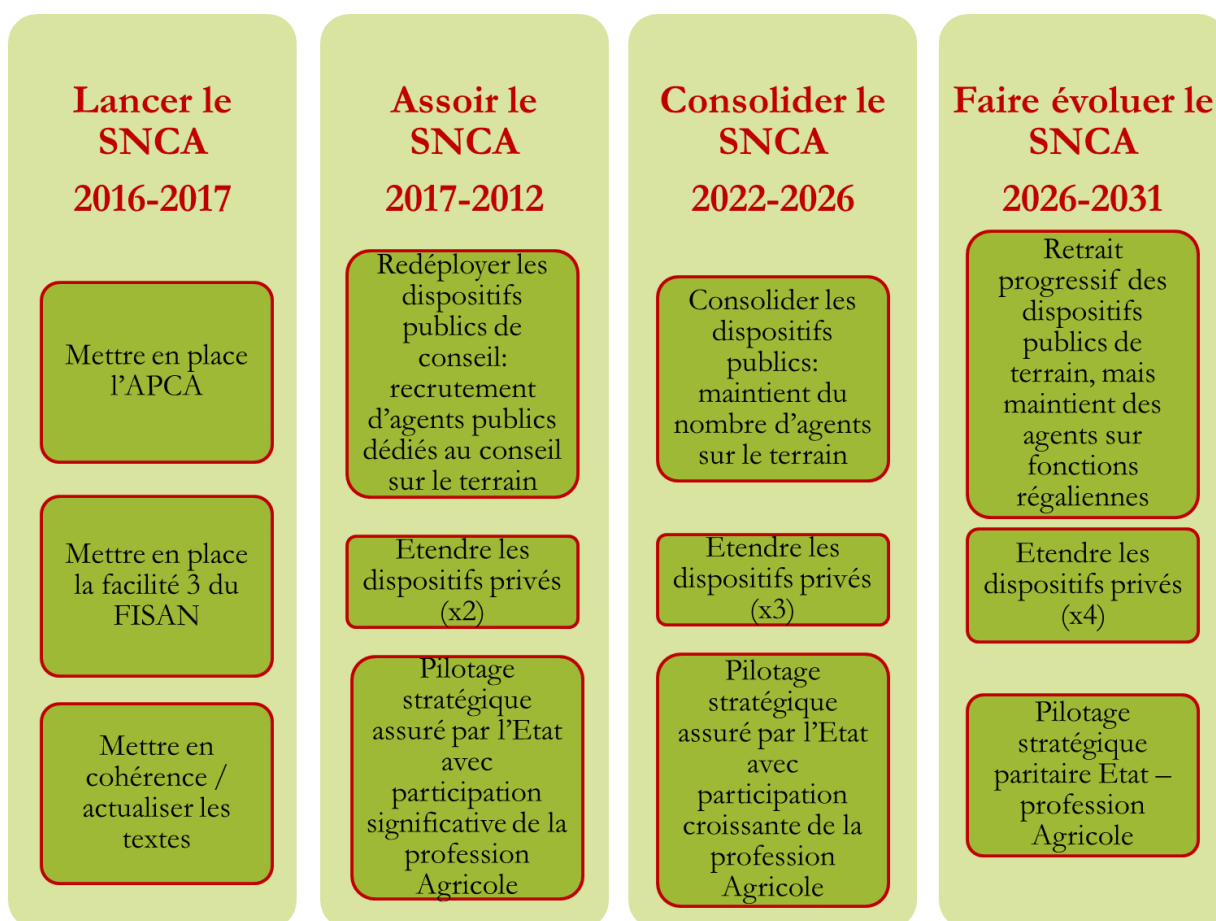 Lancer le
SNCA
2016-2017
Mettre en place
l’APCA
Mettre en place
la facilité 3 du
FISAN
Mettre en
cohérence /
actualiser les
textes
Assoir le
SNCA
2017-2012
Redéployer les
dispositifs
publics de
conseil:
recrutement
d’agents publics
dédiés au conseil
sur le terrain
Etendre les
dispositifs privés
(x2)
Pilotage
stratégique
assuré par l’Etat
avec
participation
significative de la
profession
Agricole
Consolider le
SNCA
2022-2026
Consolider les
dispositifs
publics:
maintient du
nombre d’agents
sur le terrain
Etendre les
dispositifs privés
(x3)
Pilotage
stratégique
assuré par l’Etat
avec
participation
croissante de la
profession
Agricole
Faire évoluer le
SNCA
2026-2031
Retrait
progressif des
dispositifs
publics de
terrain, mais
maintient des
agents sur
fonctions
régaliennes
Etendre les
dispositifs privés
(x4)
Pilotage
stratégique
paritaire Etat –
profession
Agricole